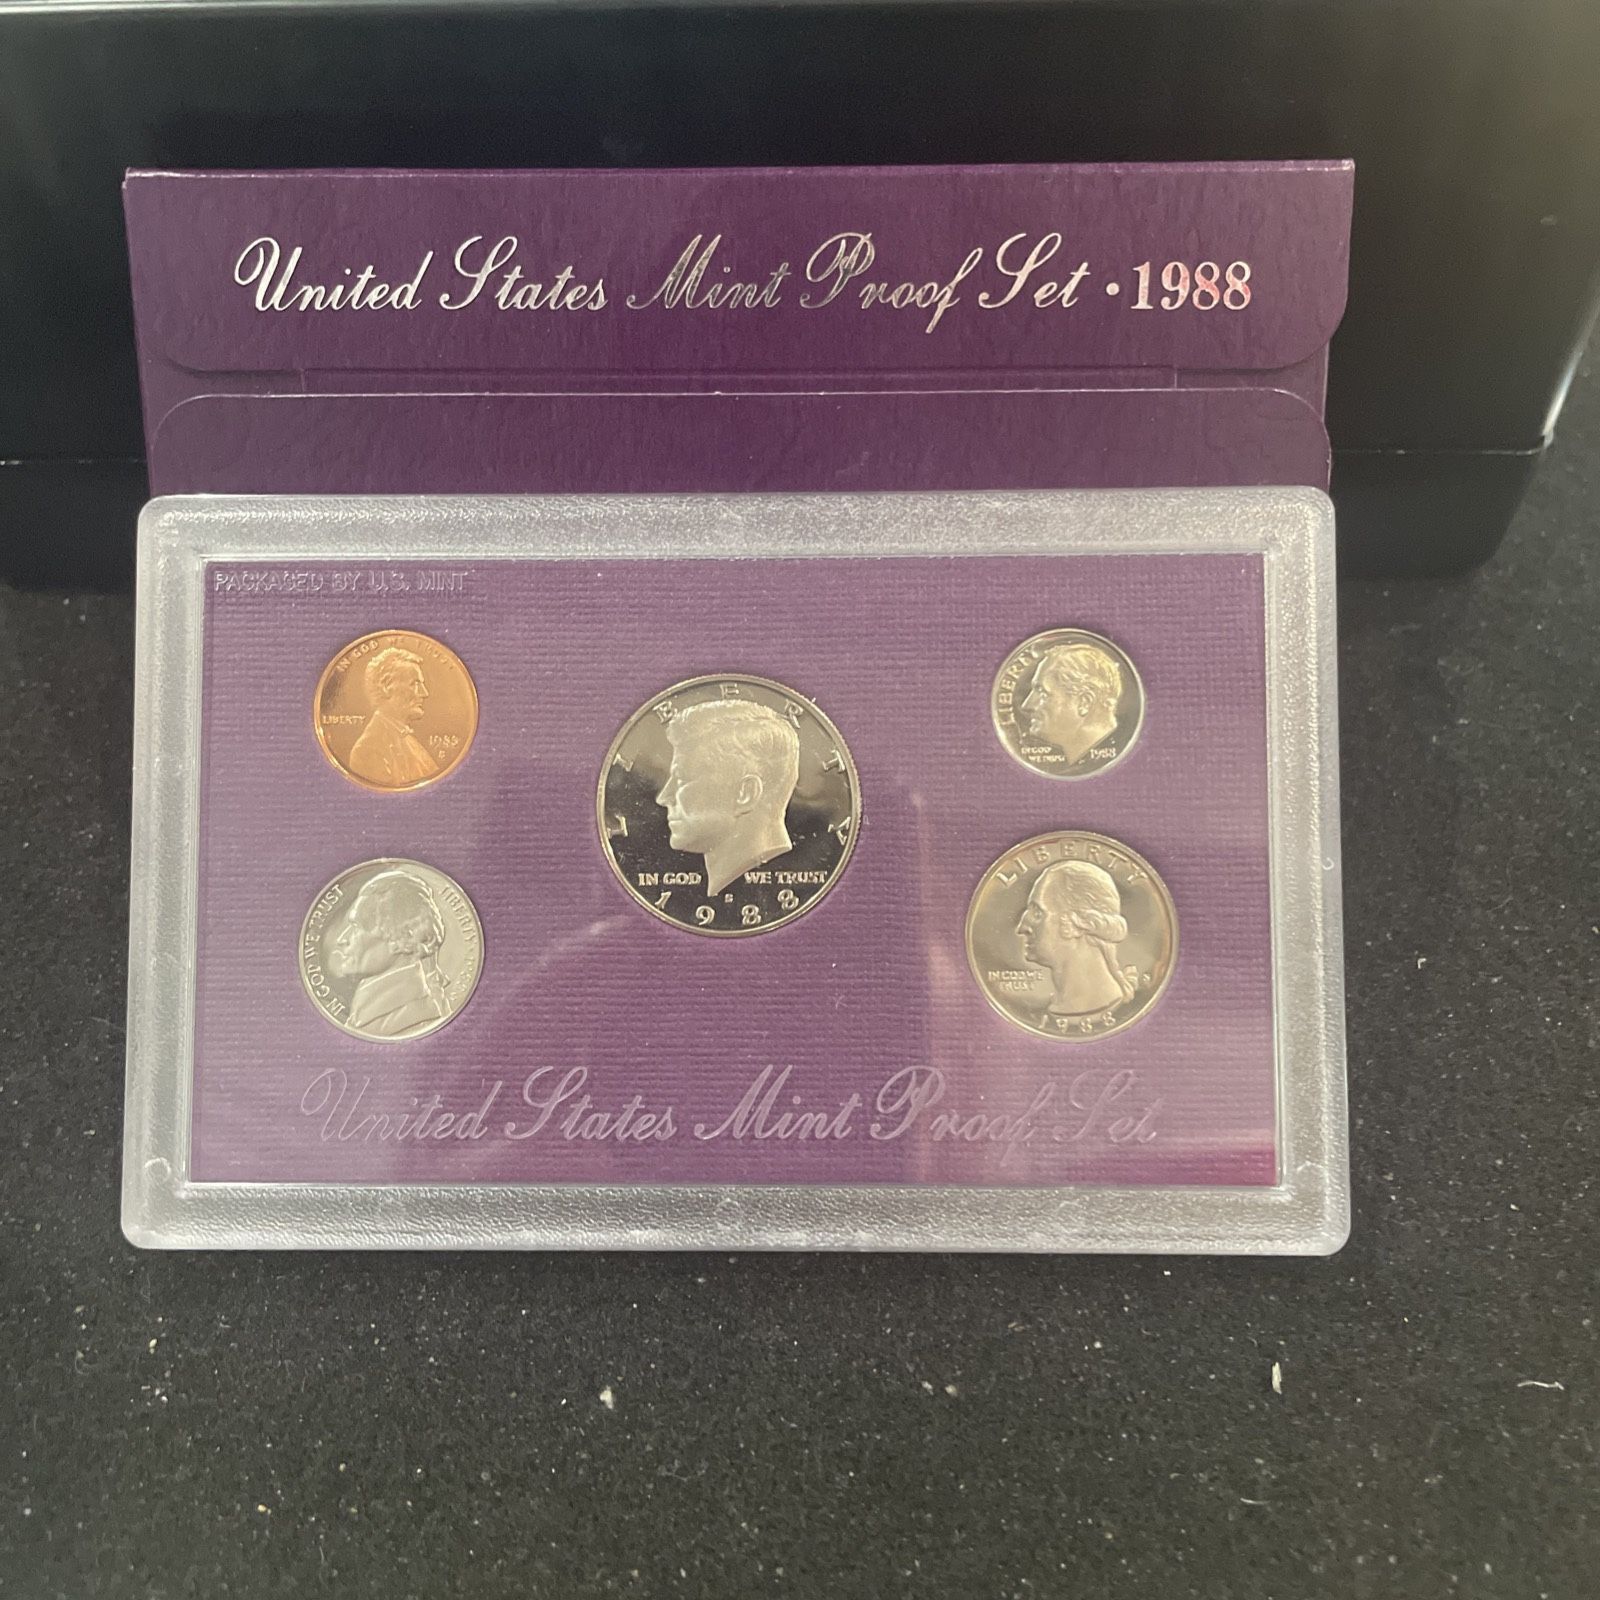 United States Mint Proof Set · 1988
PACKAGED BY U.S. MINT
IN GOD WE TRUST
LIBERTY
1988
S
LIBERTY
IN GOD WE TRUST
S
1988
LIBERTY
IN GOD
WE TRUST
1988
IN GOD WE TRUST
LIBERTY
LIBERTY
IN GOD WE
TRUST
S
1988
United States Mint Proof Set